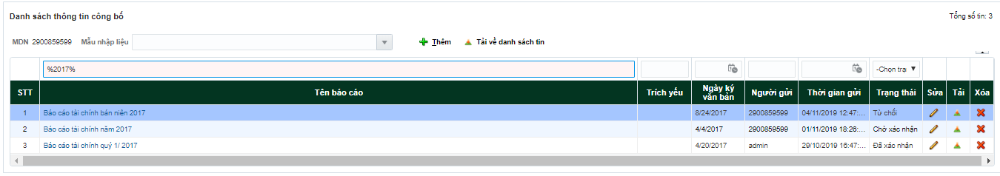 Danh sách thông tin công bố
Tổng số tin: 3
MDN 2900859599 Mẫu nhập liệu Thêm Tải về danh sách tin
%2017% -Chọn trạ
STT Tên báo cáo Trích yếu Ngày ký văn bản Người gửi Thời gian gửi Trạng thái Sửa Tải Xóa
1 Báo cáo tài chính bán niên 2017 8/24/2017 2900859599 04/11/2019 12:47:... Từ chối
2 Báo cáo tài chính năm 2017 4/4/2017 2900859599 01/11/2019 18:26:... Chờ xác nhận
3 Báo cáo tài chính quý 1/ 2017 4/20/2017 admin 29/10/2019 16:47:... Đã xác nhận